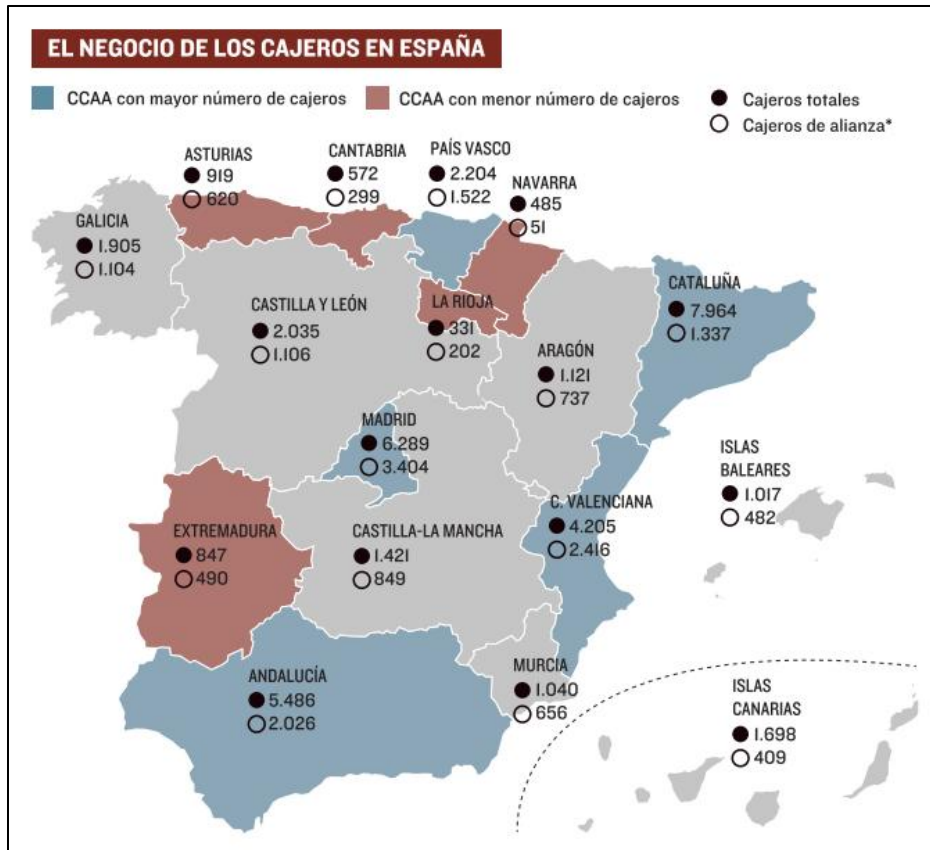 EL NEGOCIO DE LOS CAJEROS EN ESPAÑA
CCAA con mayor número de cajeros
CCAA con menor número de cajeros
Cajeros totales
Cajeros de alianza*
ASTURIAS
919
620
CANTABRIA
572
299
PAÍS VASCO
2.204
1.522
NAVARRA
485
51
GALICIA
1.905
1.104
CASTILLA Y LEÓN
2.035
1.106
LA RIOJA
331
202
ARAGÓN
1.121
737
CATALUÑA
7.964
1.337
MADRID
6.289
3.404
ISLAS
BALEARES
1.017
482
C. VALENCIANA
4.205
2.416
EXTREMADURA
847
490
CASTILLA-LA MANCHA
1.421
849
ANDALUCÍA
5.486
2.026
MURCIA
1.040
656
ISLAS
CANARIAS
1.698
409